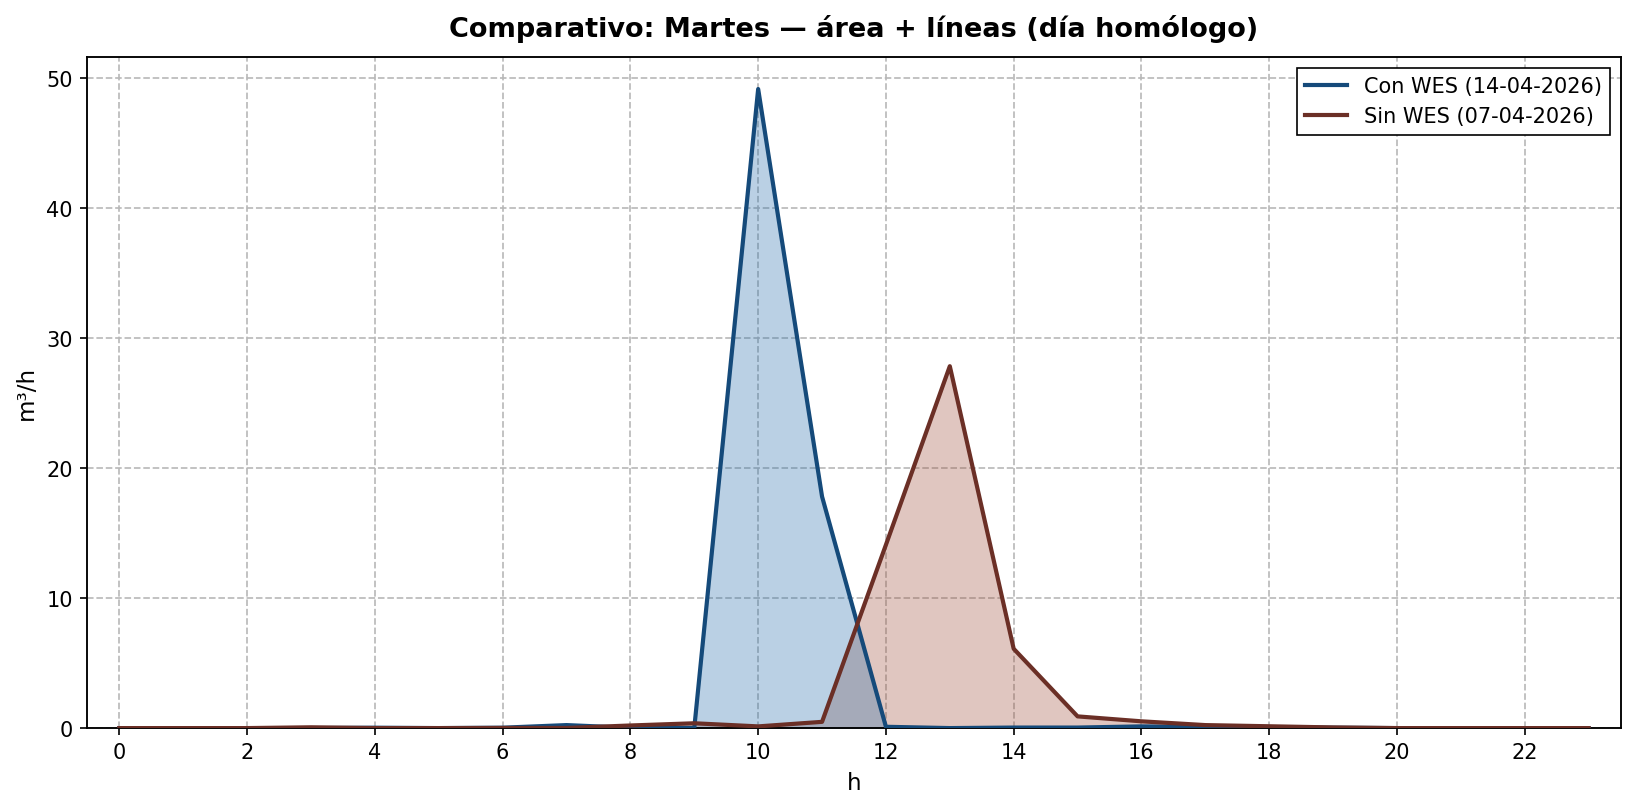 Comparativo: Martes — área + líneas (día homólogo)
Con WES (14-04-2026)
Sin WES (07-04-2026)
50
40
30
20
10
0
m³/h
0 2 4 6 8 10 12 14 16 18 20 22
h